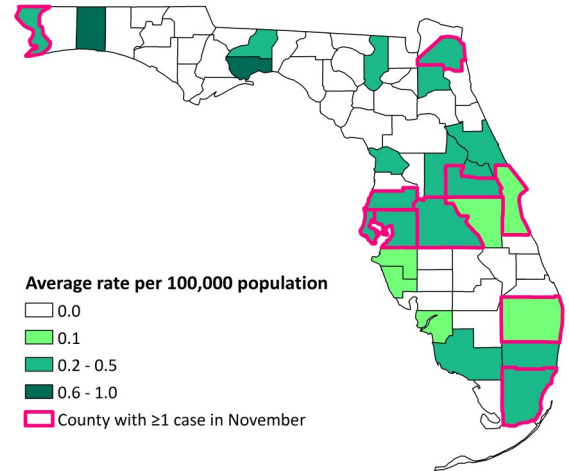 Average rate per 100,000 population
0.0
0.1
0.2 - 0.5
0.6 - 1.0
County with ≥1 case in November